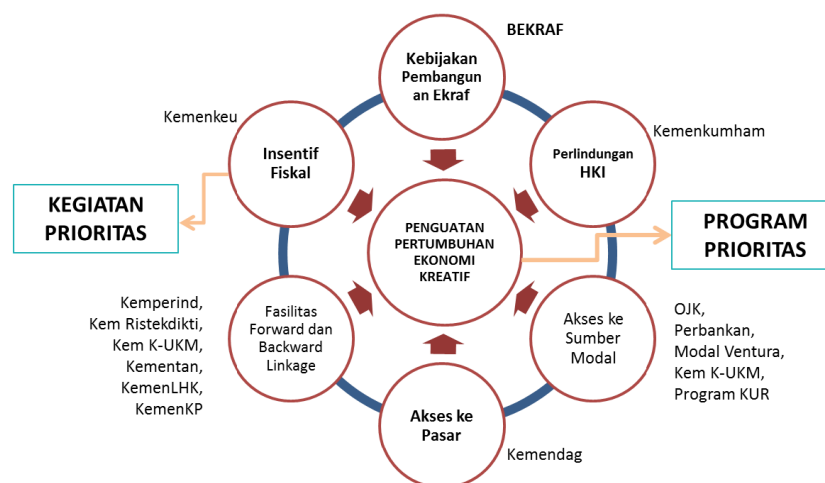 BEKRAF
Kebijakan
Pembangun
an Ekraf
Kemenkeu
Insentif
Fiskal
Kemenkumham
Perlindungan
HKI
KEGIATAN
PRIORITAS
PENGUATAN
PERTUMBUHAN
EKONOMI
KREATIF
PROGRAM
PRIORITAS
Kemperind,
Kem Ristekdikti,
Kem K-UKM,
Kementan,
KemenLHK,
KemenKP
Fasilitas
Forward dan
Backward
Linkage
Akses ke
Sumber
Modal
OJK,
Perbankan,
Modal Ventura,
Kem K-UKM,
Program KUR
Akses ke
Pasar
Kemendag